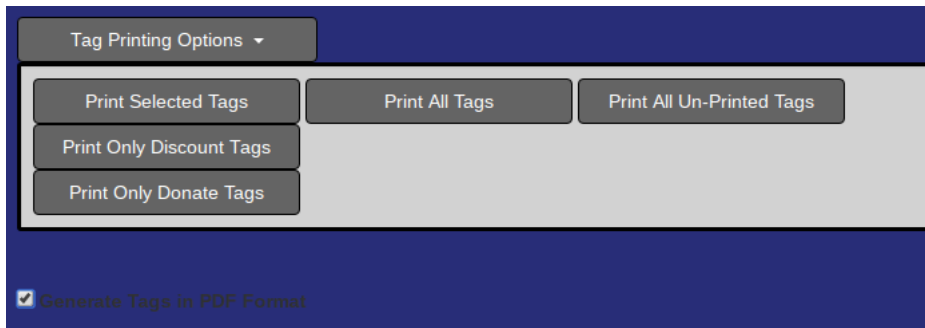 Tag Printing Options
Print Selected Tags Print All Tags Print All Un-Printed Tags
Print Only Discount Tags
Print Only Donate Tags
Generate Tags in PDF Format